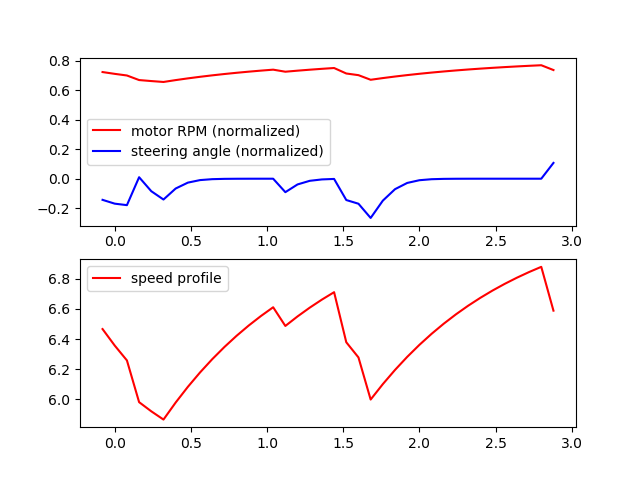 0.8
0.6
0.4
0.2
0.0
−0.2
motor RPM (normalized)
steering angle (normalized)
0.0 0.5 1.0 1.5 2.0 2.5 3.0
6.8
6.6
6.4
6.2
6.0
speed profile
0.0 0.5 1.0 1.5 2.0 2.5 3.0